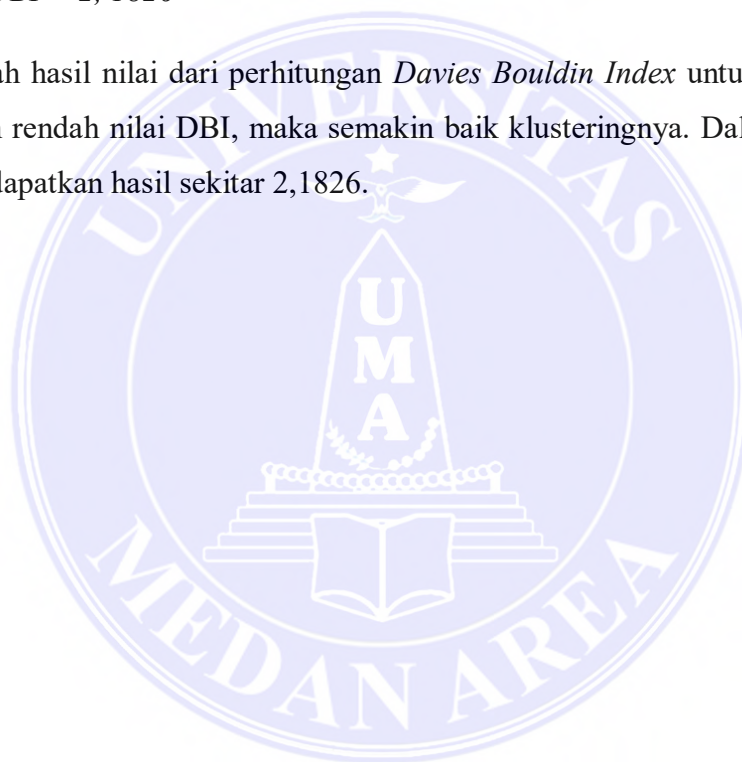 ah hasil nilai dari perhitungan Davies Bouldin Index untu
rendah nilai DBI, maka semakin baik klusteringnya. Dal
dapatkan hasil sekitar 2,1826.
UNIVERSITAS
UMA
MEDAN AREA